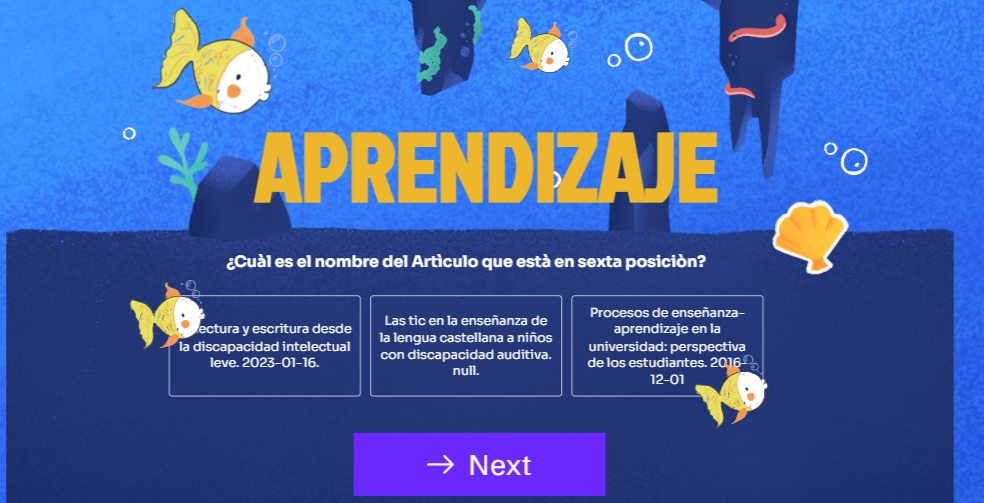 APRENDIZAJE
¿Cuàl es el nombre del Artìculo que està en sexta posiciòn?
ectura y escritura desde
la discapacidad intelectual
leve. 2023-01-16.
Las tic en la enseñanza de
la lengua castellana a niños
con discapacidad auditiva.
null.
Procesos de enseñanza-
aprendizaje en la
universidad: perspectiva
de los estudiantes. 2016-
12-01
→ Next